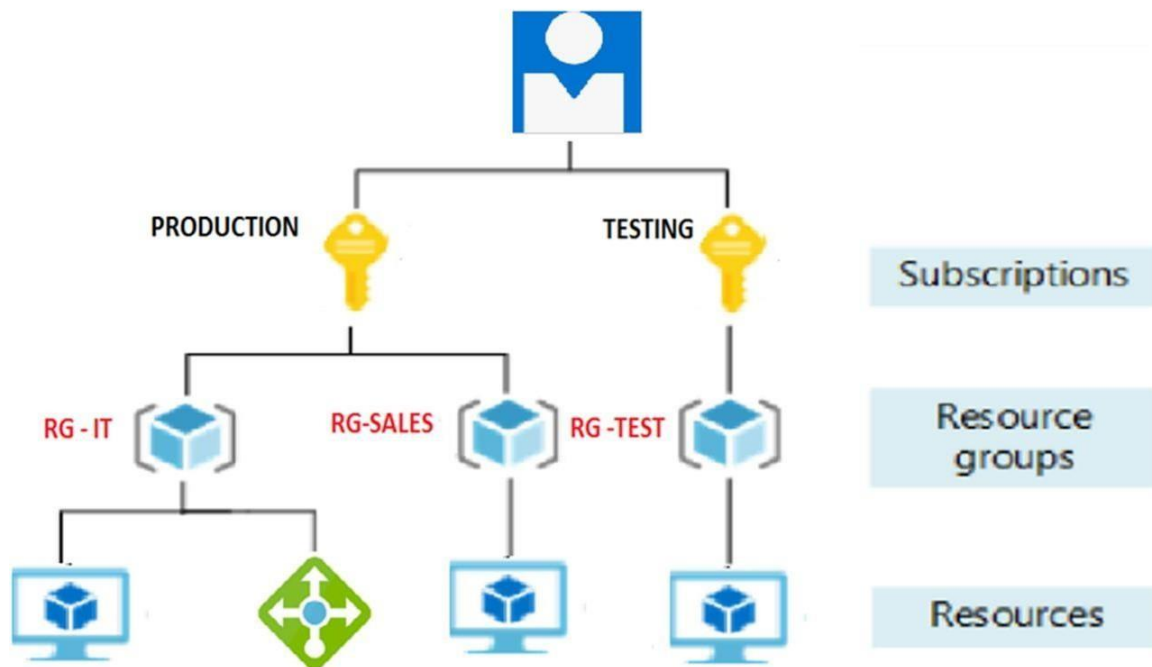 PRODUCTION
TESTING
Subscriptions
RG - IT
RG-SALES
RG -TEST
Resource
groups
Resources